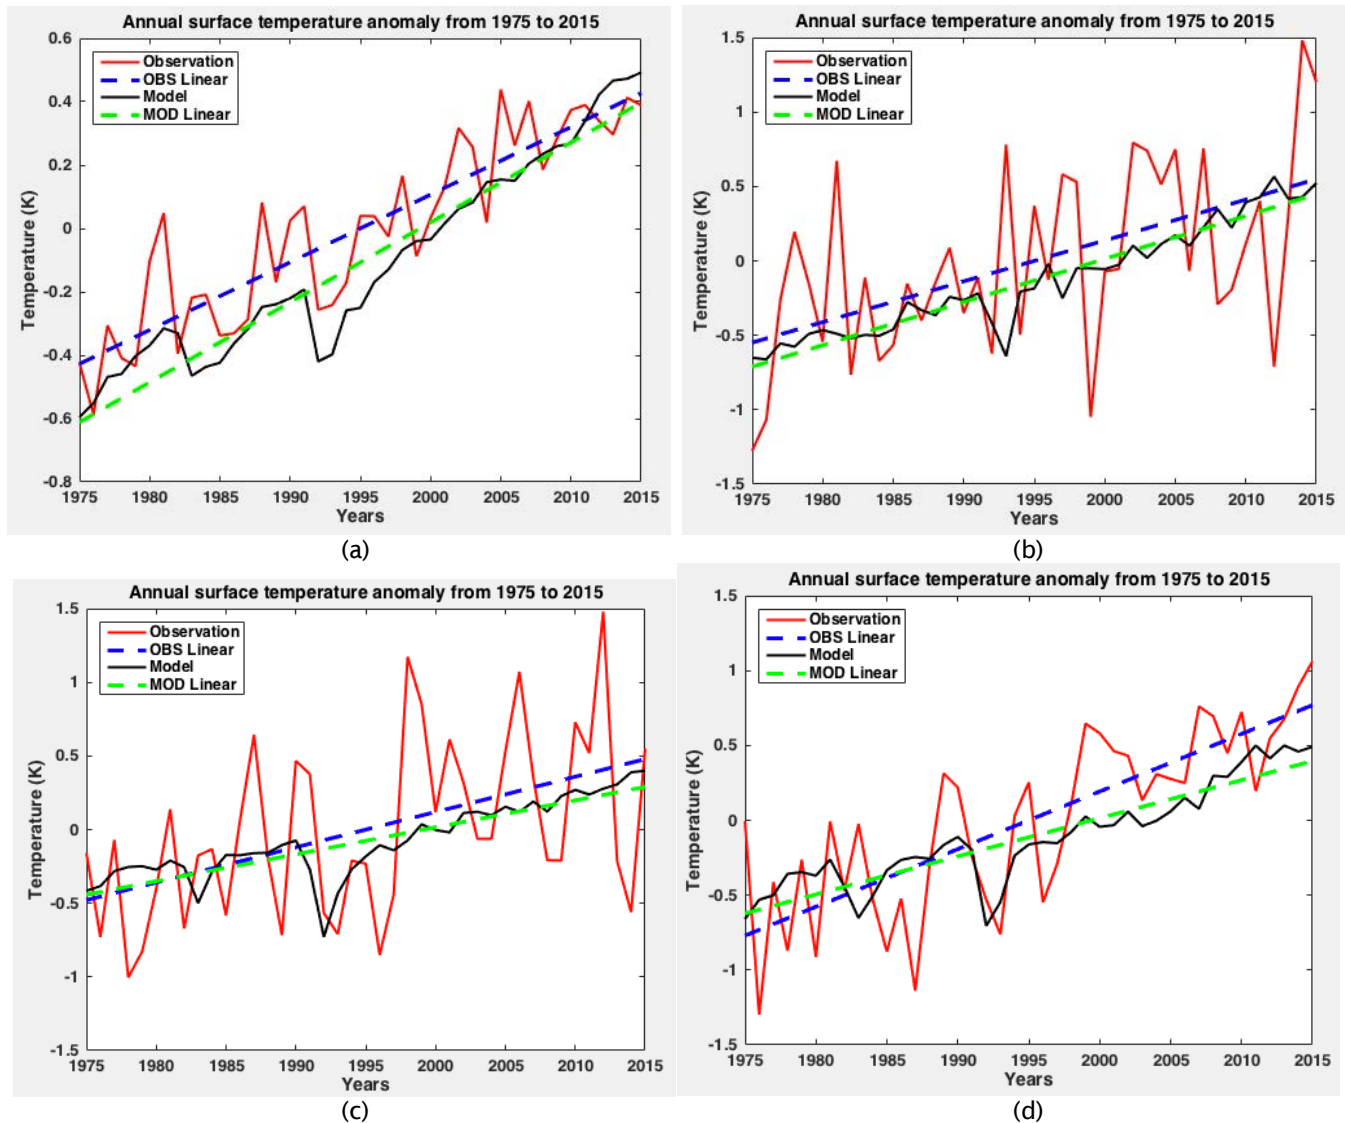 Annual surface temperature anomaly from 1975 to 2015
0.6
0.4
0.2
0
-0.2
-0.4
-0.6
-0.8
Temperature (K)
Observation
OBS Linear
Model
MOD Linear
1975 1980 1985 1990 1995 2000 2005 2010 2015
Years
(a)
Annual surface temperature anomaly from 1975 to 2015
1.5
1
0.5
0
-0.5
-1
-1.5
Temperature (K)
Observation
OBS Linear
Model
MOD Linear
1975 1980 1985 1990 1995 2000 2005 2010 2015
Years
(b)
Annual surface temperature anomaly from 1975 to 2015
1.5
1
0.5
0
-0.5
-1
-1.5
Temperature (K)
Observation
OBS Linear
Model
MOD Linear
1975 1980 1985 1990 1995 2000 2005 2010 2015
Years
(c)
Annual surface temperature anomaly from 1975 to 2015
1.5
1
0.5
0
-0.5
-1
-1.5
Temperature (K)
Observation
OBS Linear
Model
MOD Linear
1975 1980 1985 1990 1995 2000 2005 2010 2015
Years
(d)